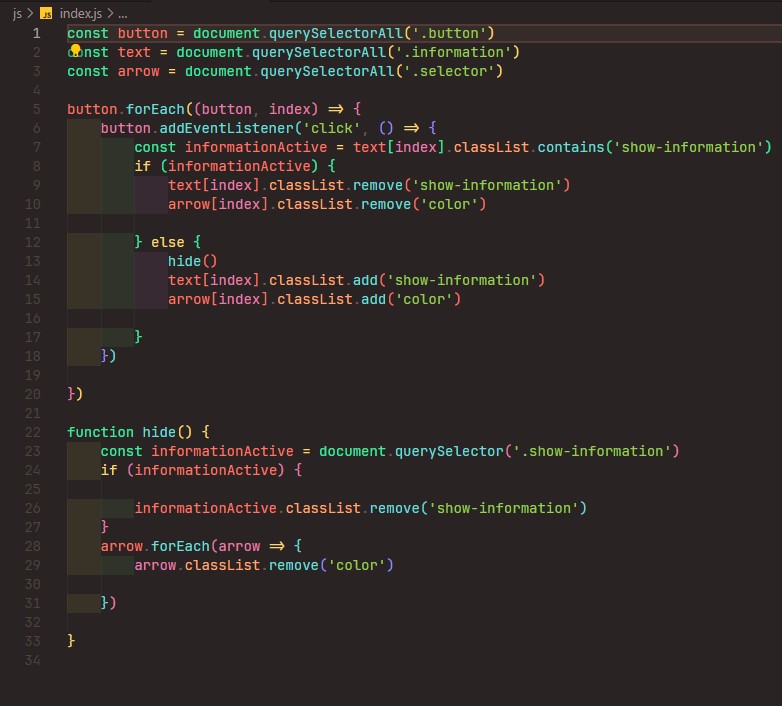 js > JS index.js > ...
1 const button = document.querySelectorAll('.button')
2 const text = document.querySelectorAll('.information')
3 const arrow = document.querySelectorAll('.selector')
4
5 button.forEach((button, index) => {
6     button.addEventListener('click', () => {
7         const informationActive = text[index].classList.contains('show-information')
8         if (informationActive) {
9             text[index].classList.remove('show-information')
10             arrow[index].classList.remove('color')
11
12         } else {
13             hide()
14             text[index].classList.add('show-information')
15             arrow[index].classList.add('color')
16
17         }
18     })
19
20 })
21
22 function hide() {
23     const informationActive = document.querySelector('.show-information')
24     if (informationActive) {
25
26         informationActive.classList.remove('show-information')
27     }
28     arrow.forEach(arrow => {
29         arrow.classList.remove('color')
30
31     })
32
33 }
34